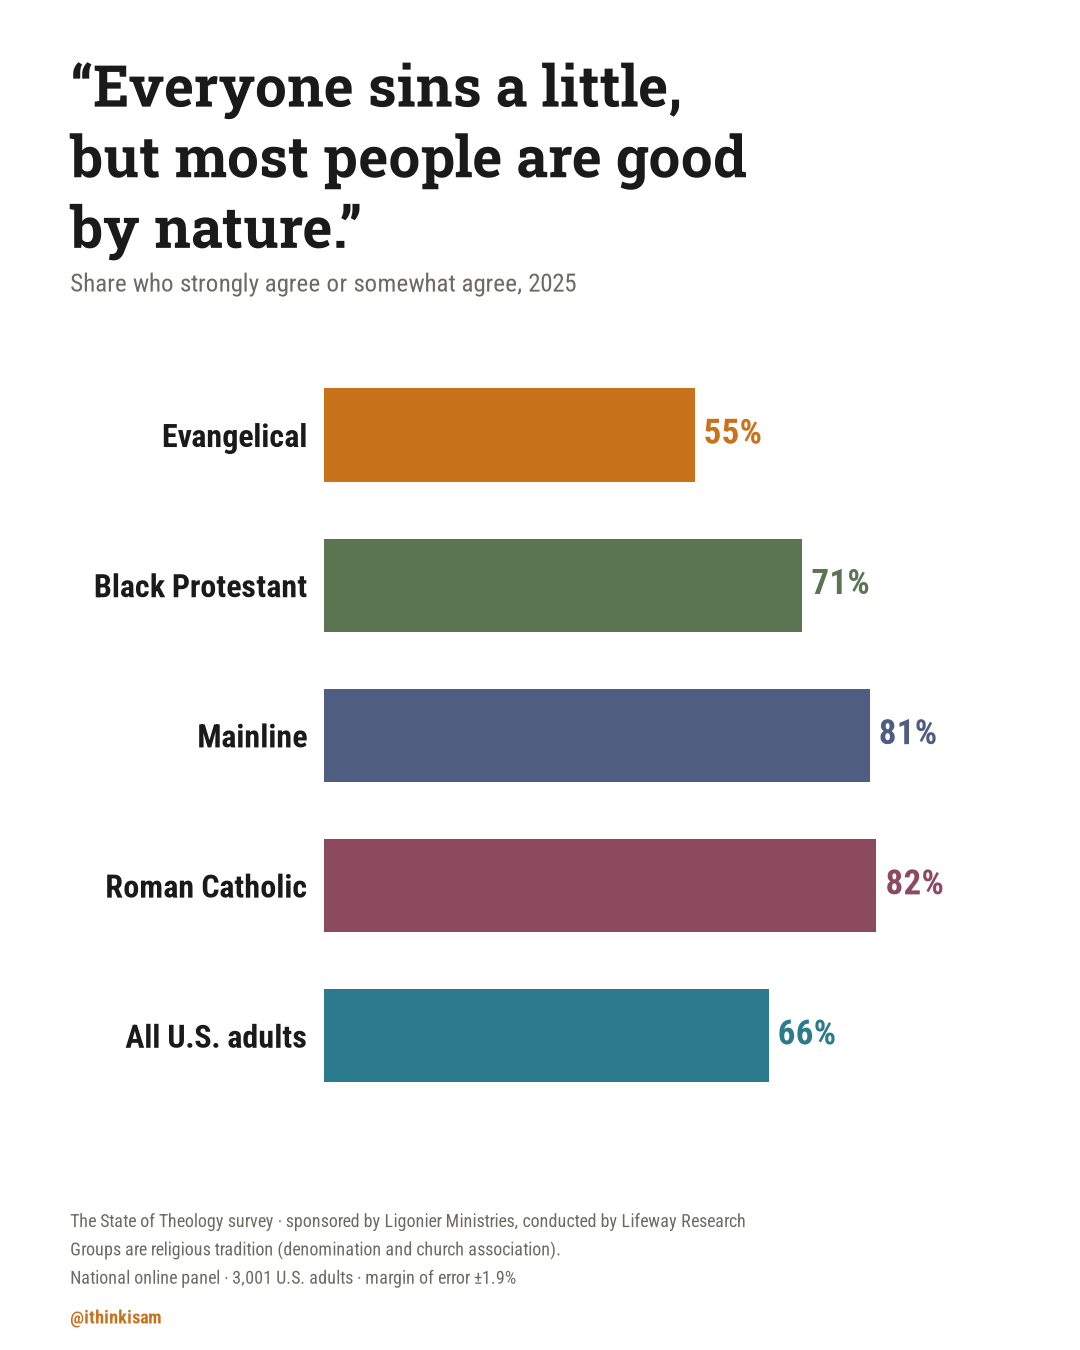 “Everyone sins a little,
but most people are good
by nature.”
Share who strongly agree or somewhat agree, 2025
Evangelical 55%
Black Protestant 71%
Mainline 81%
Roman Catholic 82%
All U.S. adults 66%
The State of Theology survey · sponsored by Ligonier Ministries, conducted by Lifeway Research
Groups are religious tradition (denomination and church association).
National online panel · 3,001 U.S. adults · margin of error ±1.9%
@ithinkisam